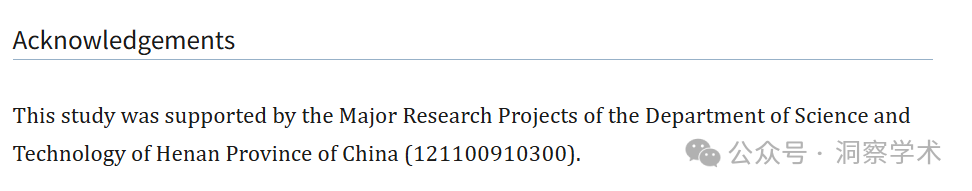 Acknowledgements
This study was supported by the Major Research Projects of the Department of Science and
Technology of Henan Province of China (121100910300).
公众号 · 洞察学术